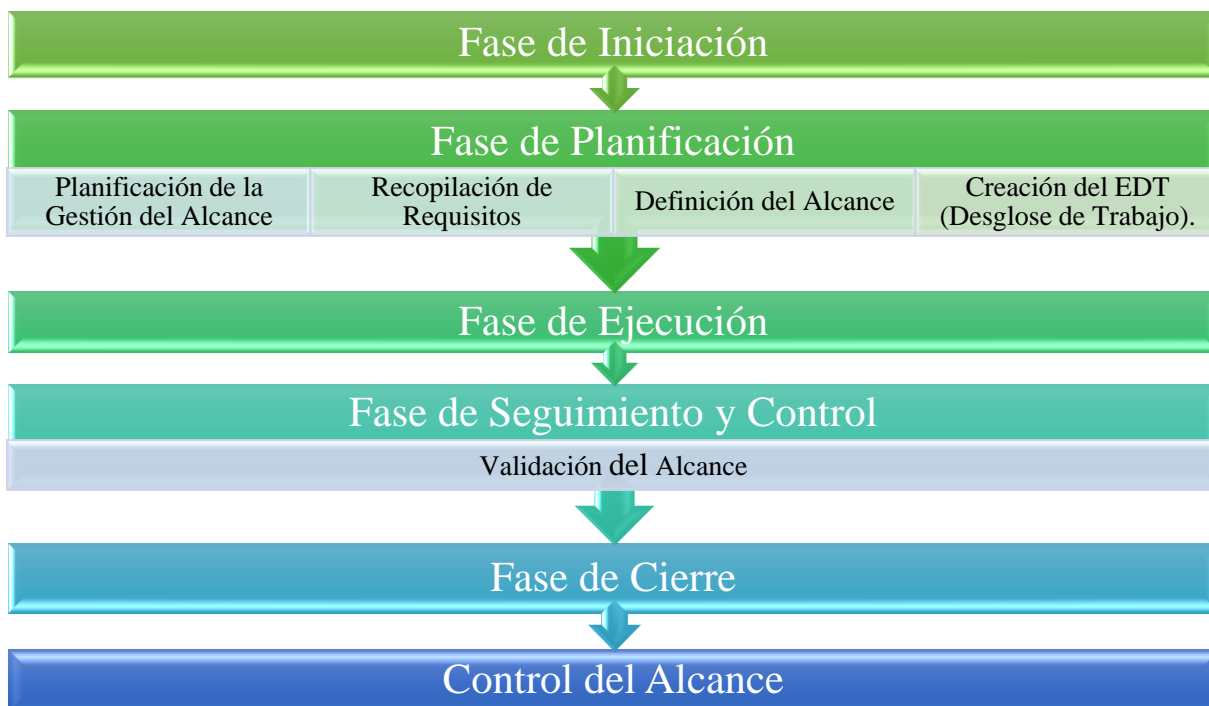 Fase de Iniciación
Fase de Planificación
Planificación de la
Gestión del Alcance
Recopilación de
Requisitos
Definición del Alcance
Creación del EDT
(Desglose de Trabajo).
Fase de Ejecución
Fase de Seguimiento y Control
Validación del Alcance
Fase de Cierre
Control del Alcance